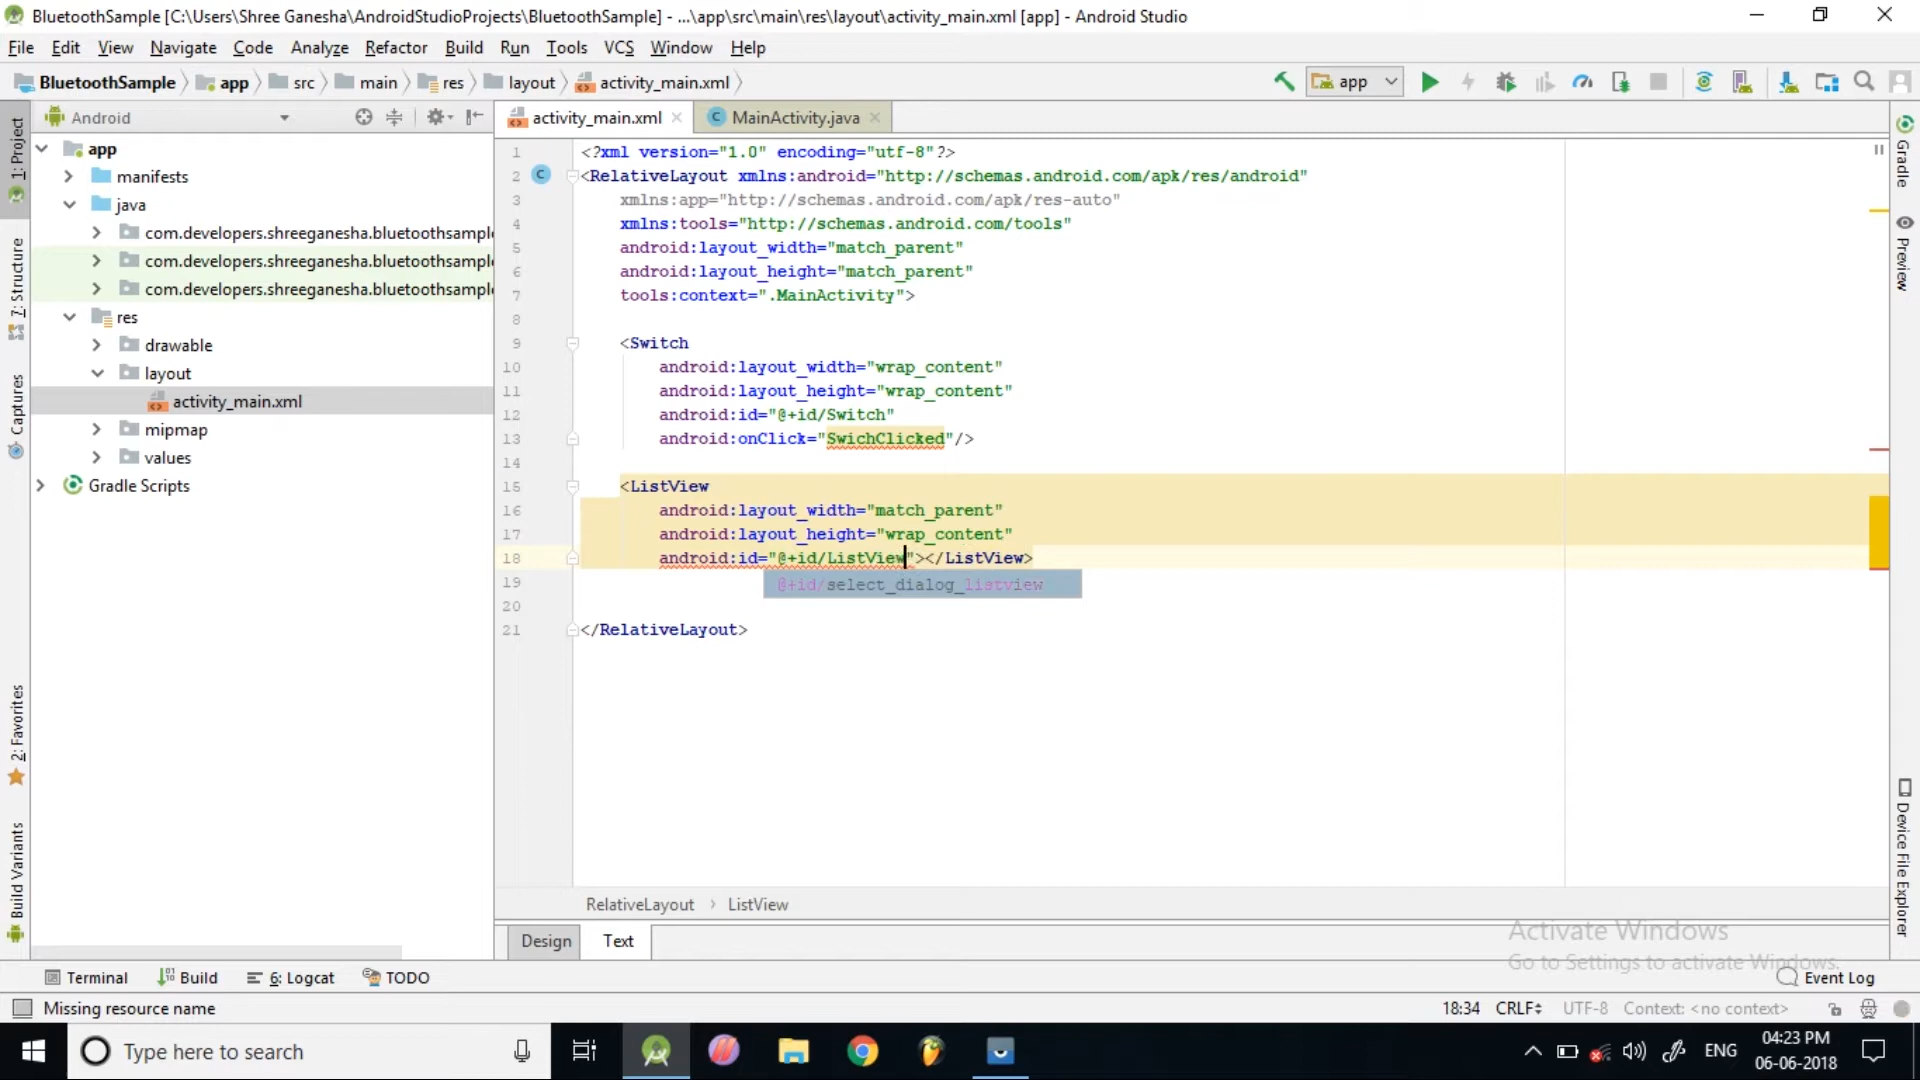 BluetoothSample [C:\Users\Shree Ganesha\AndroidStudioProjects\BluetoothSample] - ...\app\src\main\res\layout\activity_main.xml [app] - Android Studio
File Edit View Navigate Code Analyze Refactor Build Run Tools VCS Window Help
BluetoothSample app src main res layout activity_main.xml app
Android
activity_main.xml
MainActivity.java
1: Project
7: Structure
Captures
2: Favorites
Build Variants
app
manifests
java
com.developers.shreeganesha.bluetoothsample
com.developers.shreeganesha.bluetoothsample
com.developers.shreeganesha.bluetoothsample
res
drawable
layout
activity_main.xml
mipmap
values
Gradle Scripts
1 <?xml version="1.0" encoding="utf-8"?>
2 C <RelativeLayout xmlns:android="http://schemas.android.com/apk/res/android"
3 xmlns:app="http://schemas.android.com/apk/res-auto"
4 xmlns:tools="http://schemas.android.com/tools"
5 android:layout_width="match_parent"
6 android:layout_height="match_parent"
7 tools:context=".MainActivity">
8
9 <Switch
10 android:layout_width="wrap_content"
11 android:layout_height="wrap_content"
12 android:id="@+id/Switch"
13 android:onClick="SwichClicked"/>
14
15 <ListView
16 android:layout_width="match_parent"
17 android:layout_height="wrap_content"
18 android:id="@+id/ListView"></ListView>
19 @+id/select_dialog_listview
20
21 </RelativeLayout>
Gradle
Preview
Device File Explorer
RelativeLayout › ListView
Design Text
Activate Windows
Go to Settings to activate Windows.
Terminal Build 6: Logcat TODO Event Log
Missing resource name 18:34 CRLF UTF-8 Context: <no context>
Type here to search ENG 04:23 PM
06-06-2018